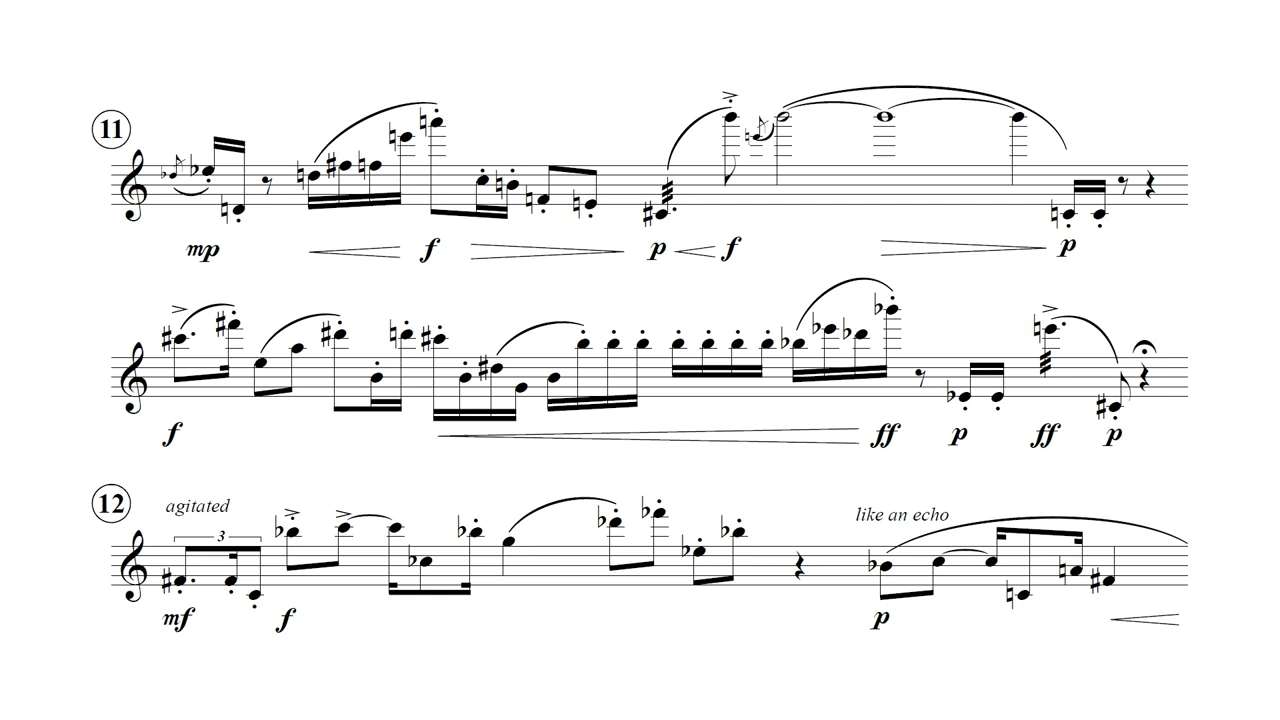 11
mp f p f p
f ff p ff p
12 agitated like an echo
3
mf f p